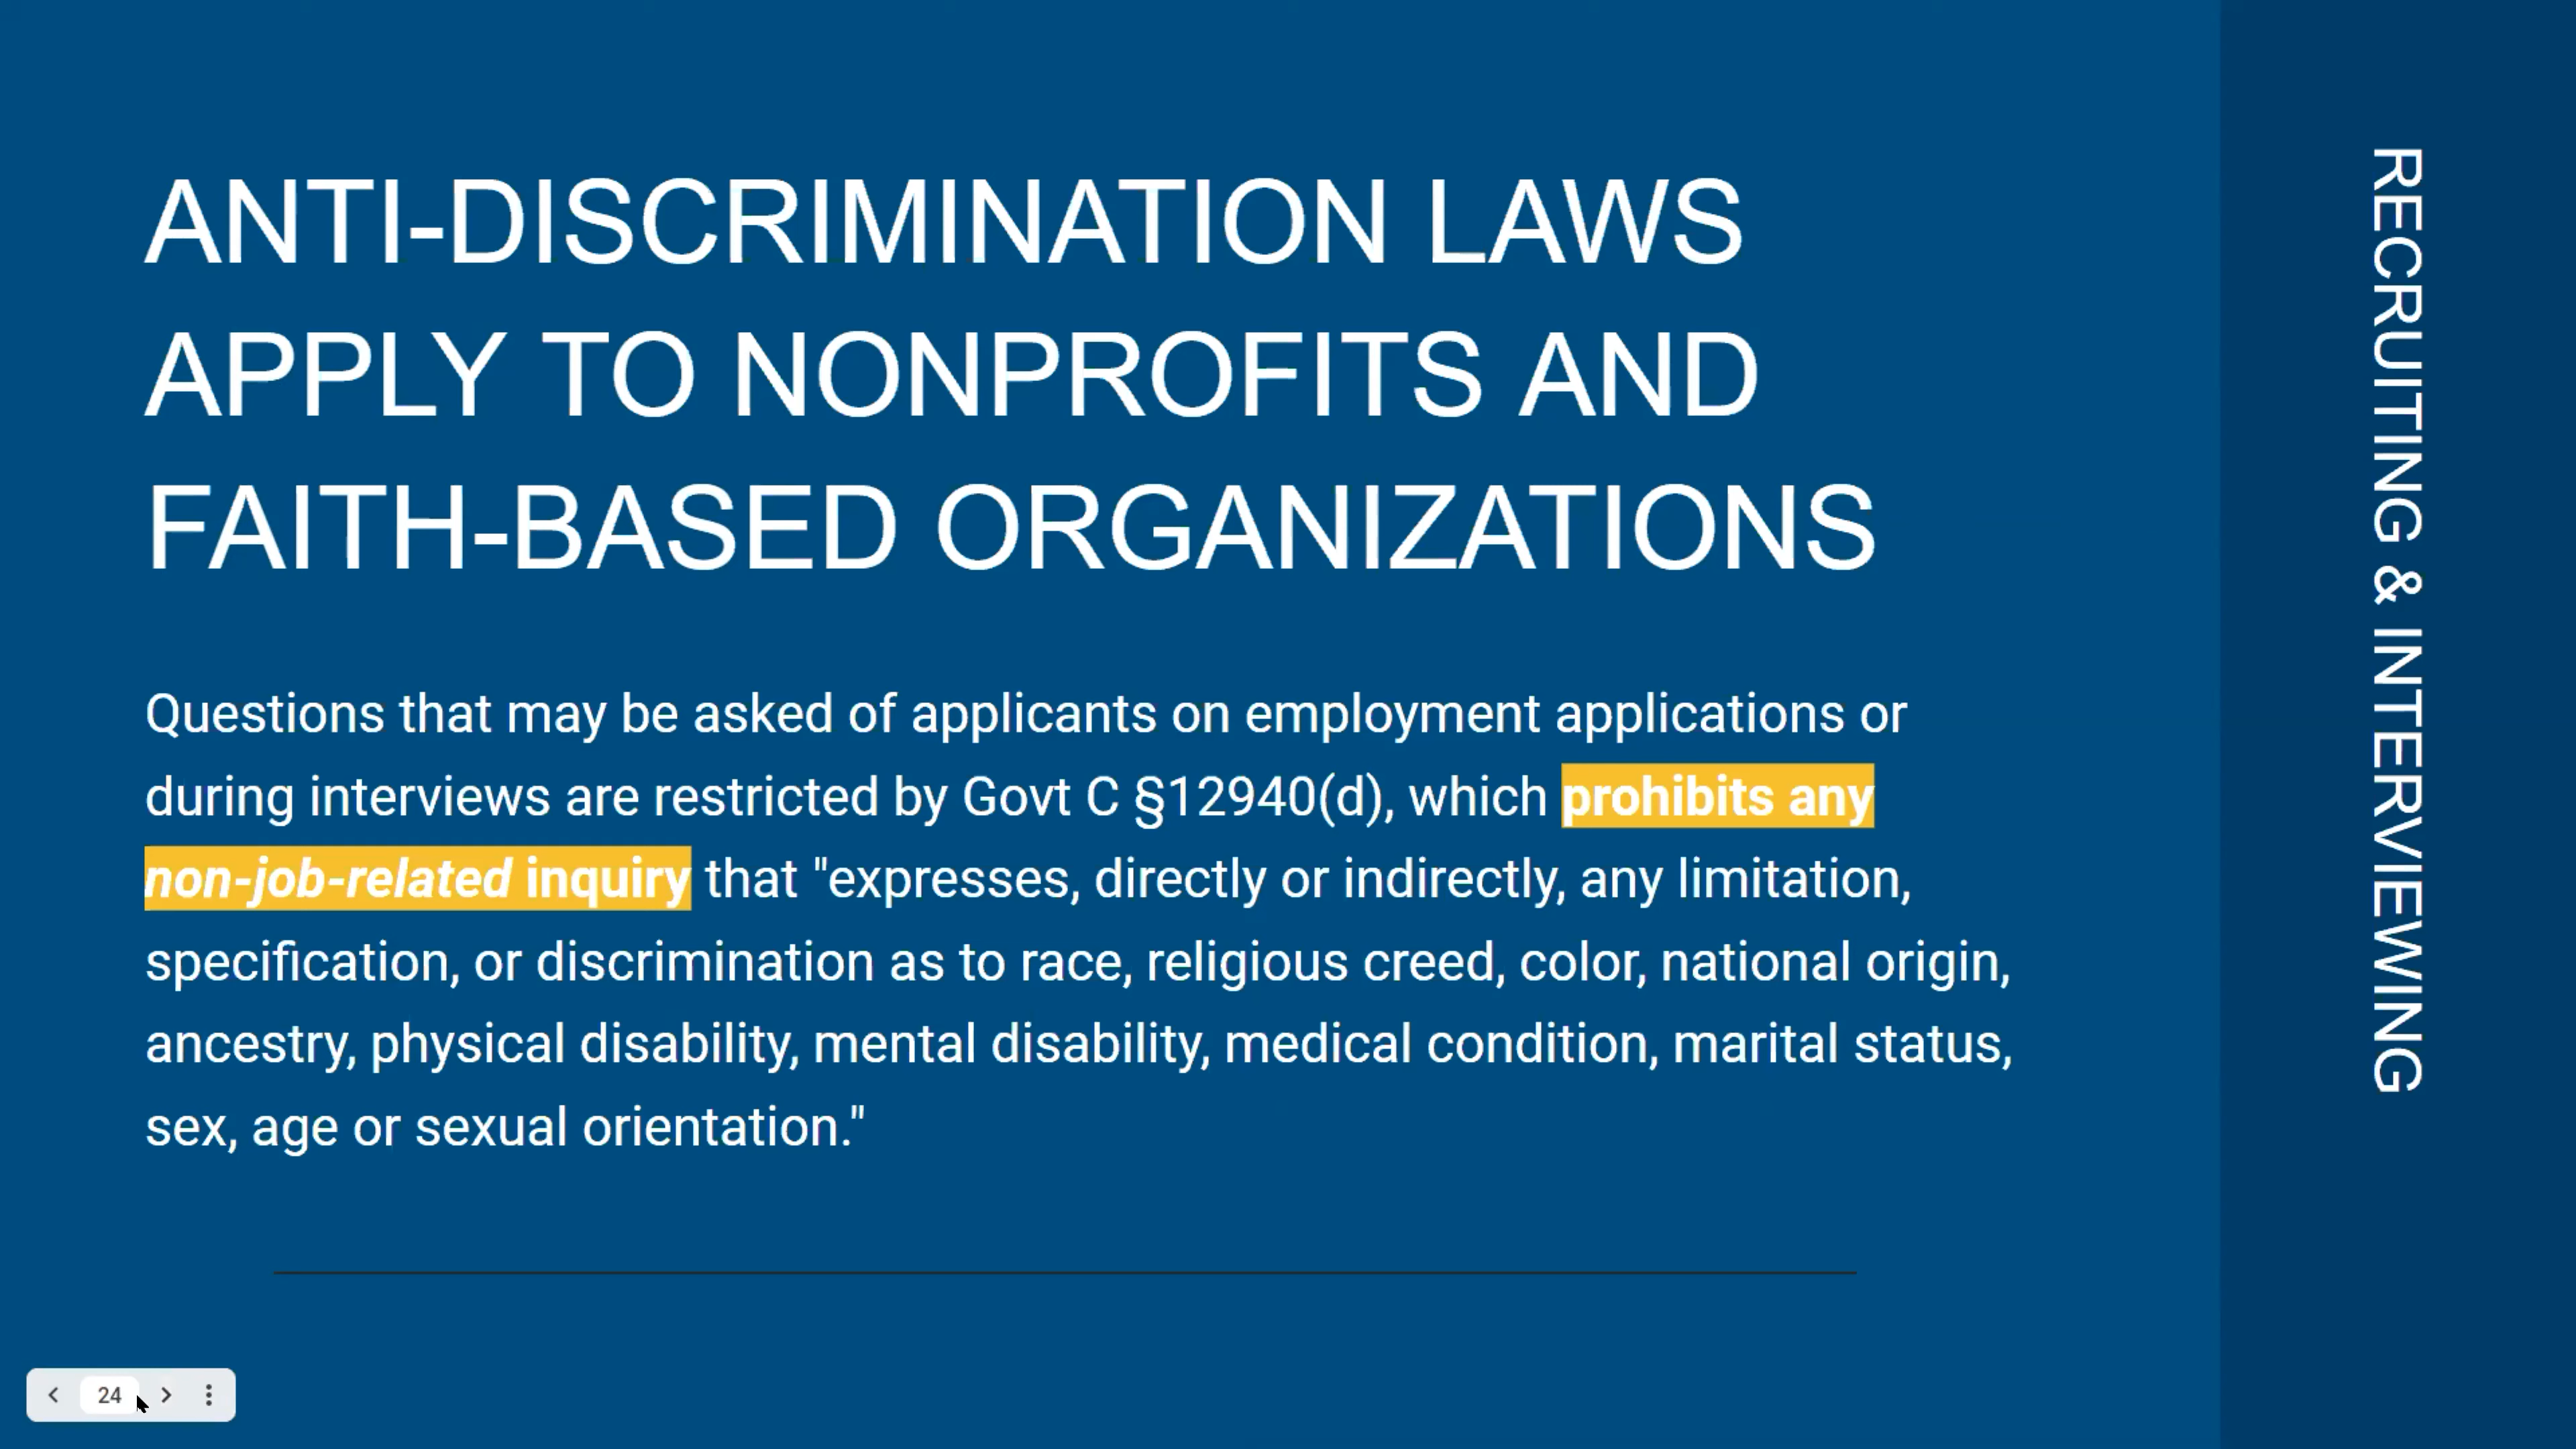 ANTI-DISCRIMINATION LAWS
APPLY TO NONPROFITS AND
FAITH-BASED ORGANIZATIONS
Questions that may be asked of applicants on employment applications or
during interviews are restricted by Govt C §12940(d), which prohibits any
non-job-related inquiry that "expresses, directly or indirectly, any limitation,
specification, or discrimination as to race, religious creed, color, national origin,
ancestry, physical disability, mental disability, medical condition, marital status,
sex, age or sexual orientation."
RECRUITING & INTERVIEWING
24